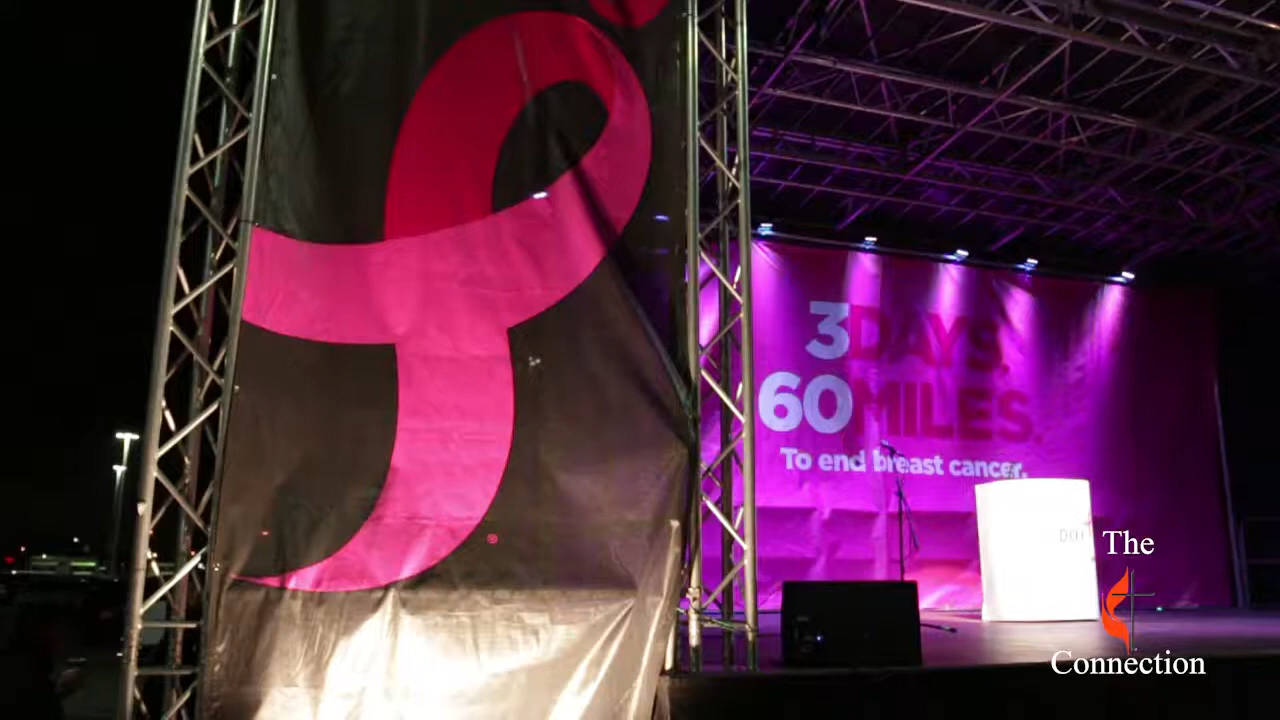 3DAYS.
60MILES.
To end breast cancer.
The
Connection